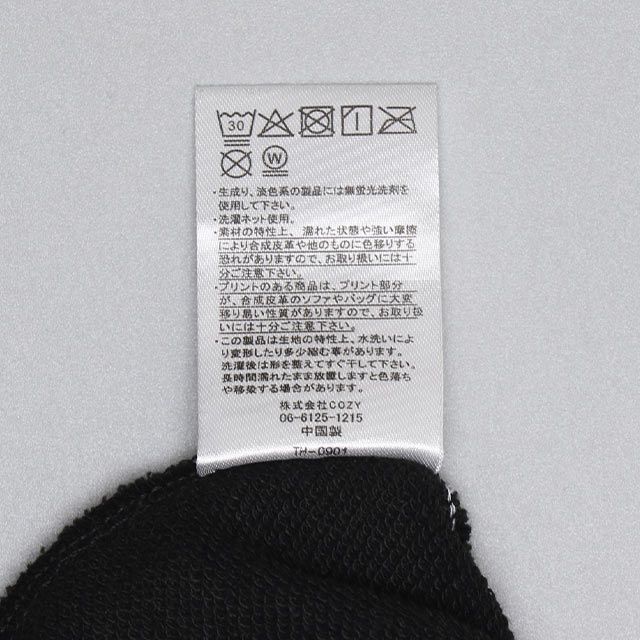 30
W
・生成り、淡色系の製品には無蛍光洗剤を
使用して下さい。
・洗濯ネット使用。
・素材の特性上、濡れた状態や強い摩擦
により合成皮革や他のものに色移りする
恐れがありますので、お取り扱いには十
分ご注意下さい。
・プリントのある商品は、プリント部分
が、合成皮革のソファやバッグに大変
移り易い性質がありますので、お取り扱
いには十分ご注意下さい。
・この製品は生地の特性上、水洗いによ
り変形したり多少縮む事があります。
洗濯後は形を整えてすぐ干して下さい。
長時間濡れたまま放置しますと色落ち
や移染する場合があります。
株式会社COZY
06-6125-1215
中国製
TH-0901